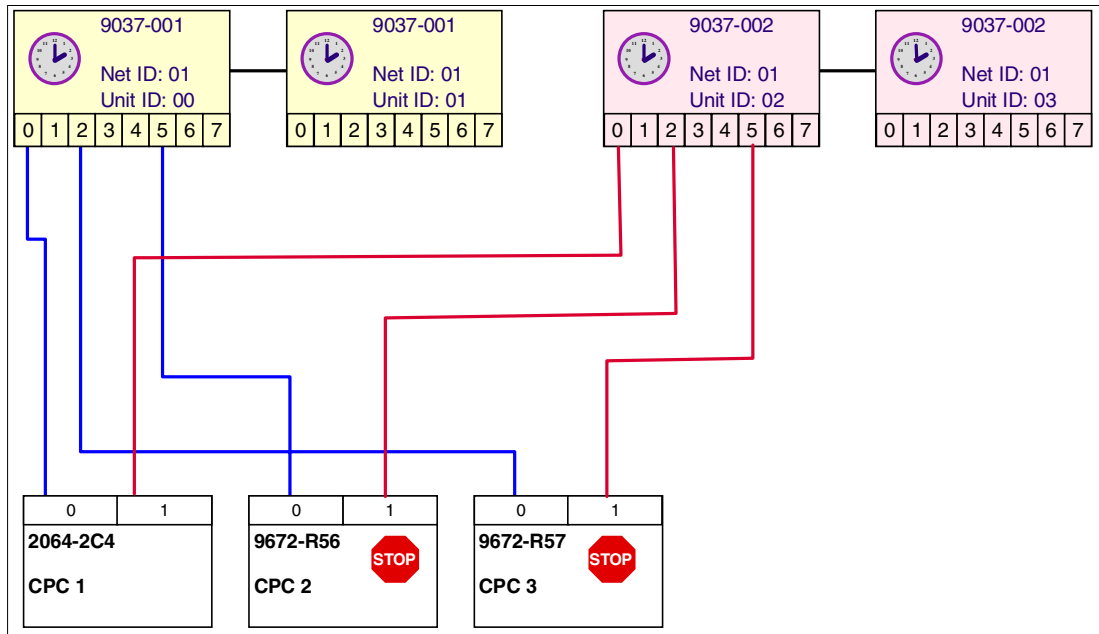 9037-001
Net ID: 01
Unit ID: 00
0 1 2 3 4 5 6 7
9037-001
Net ID: 01
Unit ID: 01
0 1 2 3 4 5 6 7
9037-002
Net ID: 01
Unit ID: 02
0 1 2 3 4 5 6 7
9037-002
Net ID: 01
Unit ID: 03
0 1 2 3 4 5 6 7
0 1
2064-2C4
CPC 1
0 1
9672-R56
STOP
CPC 2
0 1
9672-R57
STOP
CPC 3